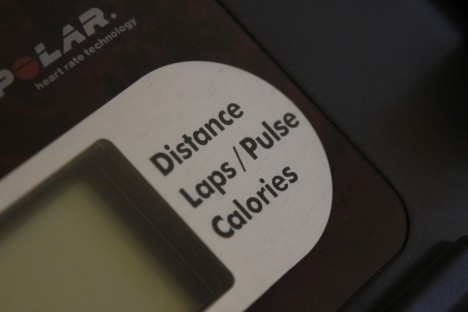 POLAR.
heart rate technology
Distance
Laps / Pulse
Calories